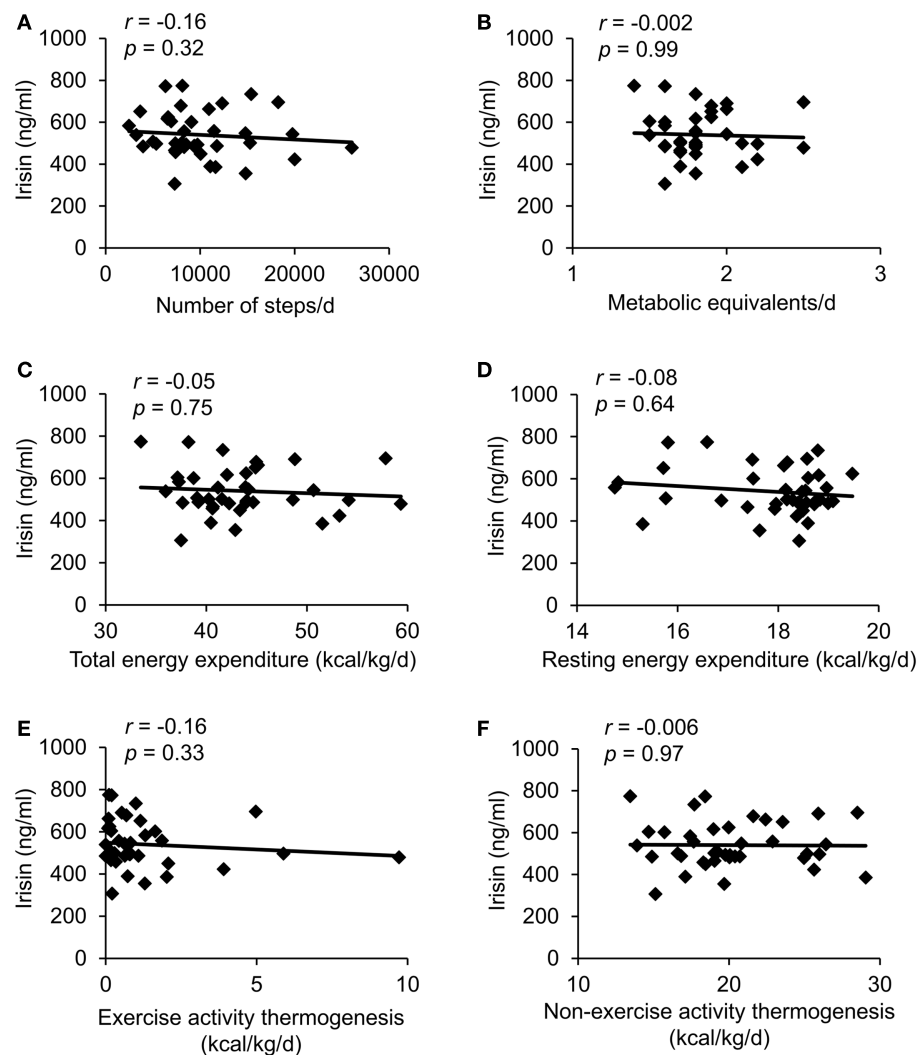 A
r = -0.16
p = 0.32
1000
800
600
400
200
0
Irisin (ng/ml)
0 10000 20000 30000
Number of steps/d
B
r = -0.002
p = 0.99
1000
800
600
400
200
0
Irisin (ng/ml)
1 2 3
Metabolic equivalents/d
C
r = -0.05
p = 0.75
1000
800
600
400
200
0
Irisin (ng/ml)
30 40 50 60
Total energy expenditure (kcal/kg/d)
D
r = -0.08
p = 0.64
1000
800
600
400
200
0
Irisin (ng/ml)
14 16 18 20
Resting energy expenditure (kcal/kg/d)
E
r = -0.16
p = 0.33
1000
800
600
400
200
0
Irisin (ng/ml)
0 5 10
Exercise activity thermogenesis
(kcal/kg/d)
F
r = -0.006
p = 0.97
1000
800
600
400
200
0
Irisin (ng/ml)
10 20 30
Non-exercise activity thermogenesis
(kcal/kg/d)